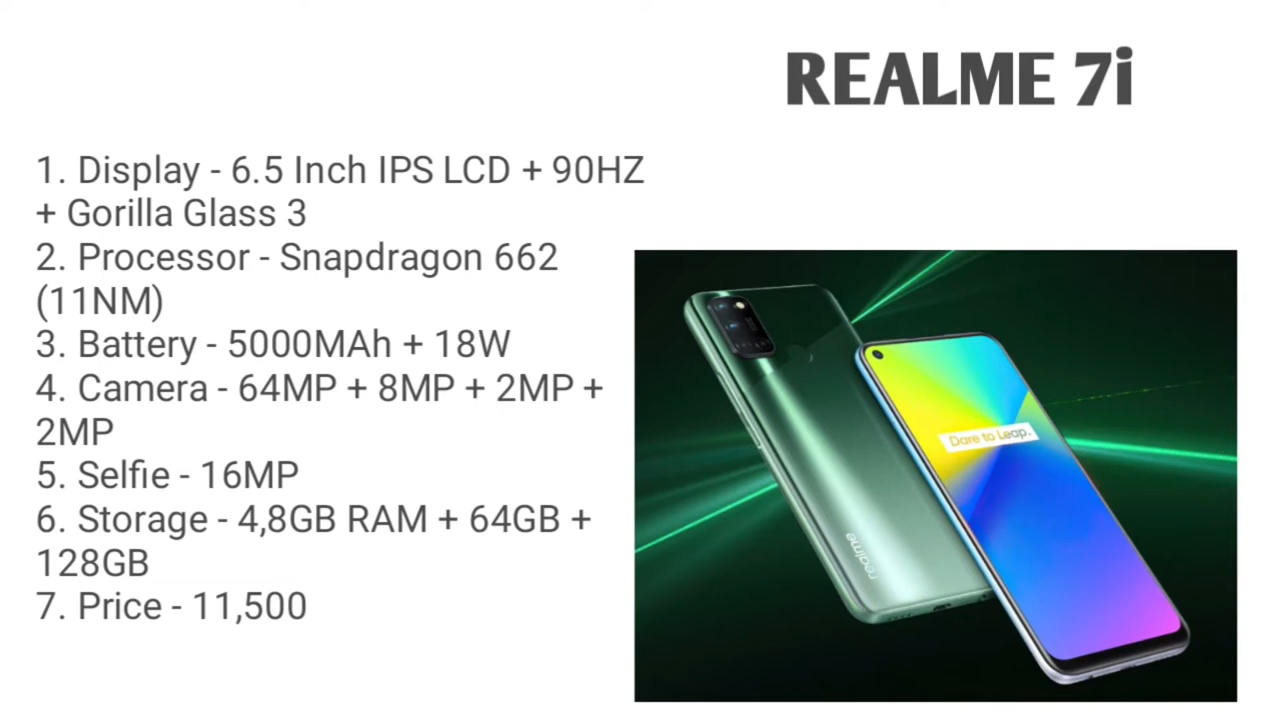 REALME 7i
1. Display - 6.5 Inch IPS LCD + 90HZ
+ Gorilla Glass 3
2. Processor - Snapdragon 662
(11NM)
3. Battery - 5000MAh + 18W
4. Camera - 64MP + 8MP + 2MP +
2MP
5. Selfie - 16MP
6. Storage - 4,8GB RAM + 64GB +
128GB
7. Price - 11,500
Dare to Leap.
realme